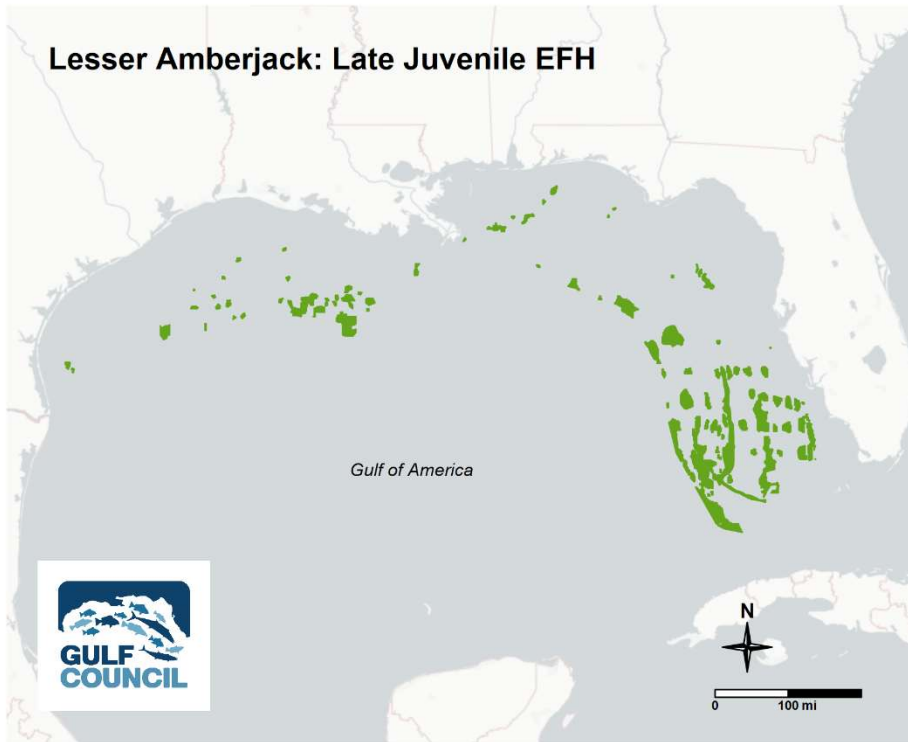 Lesser Amberjack: Late Juvenile EFH
Gulf of America
GULF
COUNCIL
N
0 100 mi